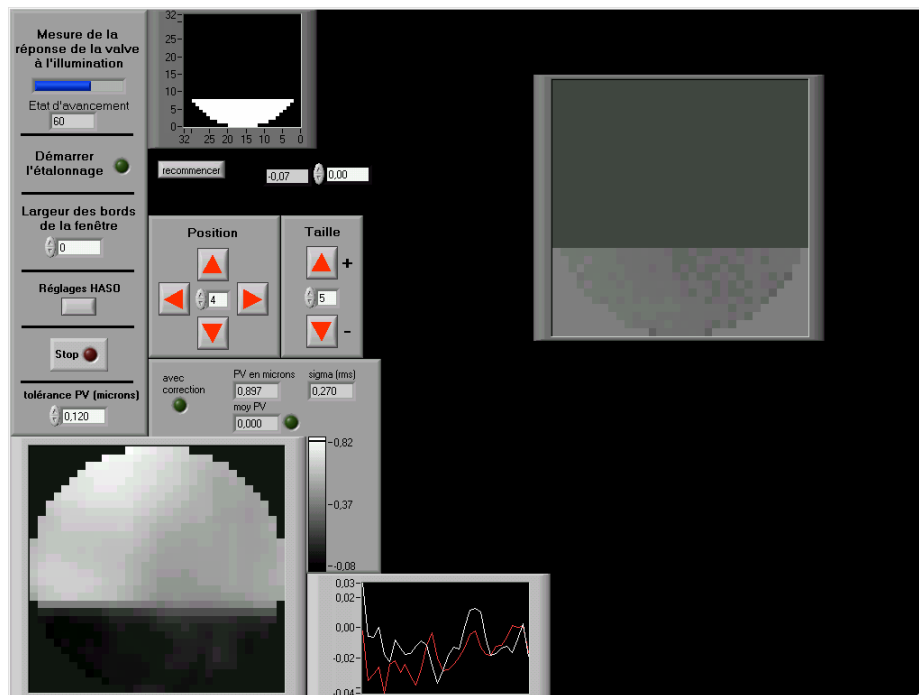 Mesure de la
réponse de la valve
à l'illumination
Etat d'avancement
60
Démarrer
l'étalonnage
Largeur des bords
de la fenêtre
0
Réglages HASO
Stop
tolérance PV (microns)
0,120
32
25
20
15
10
5
0
32 25 20 15 10 5 0
recommencer
-0,07
0,00
Position
4
Taille
+
5
-
avec
correction
PV en microns
0,897
sigma (rms)
0,270
moy PV
0,000
0,82
0,37
-0,08
0,03
0,02
0,00
-0,02
-0,04